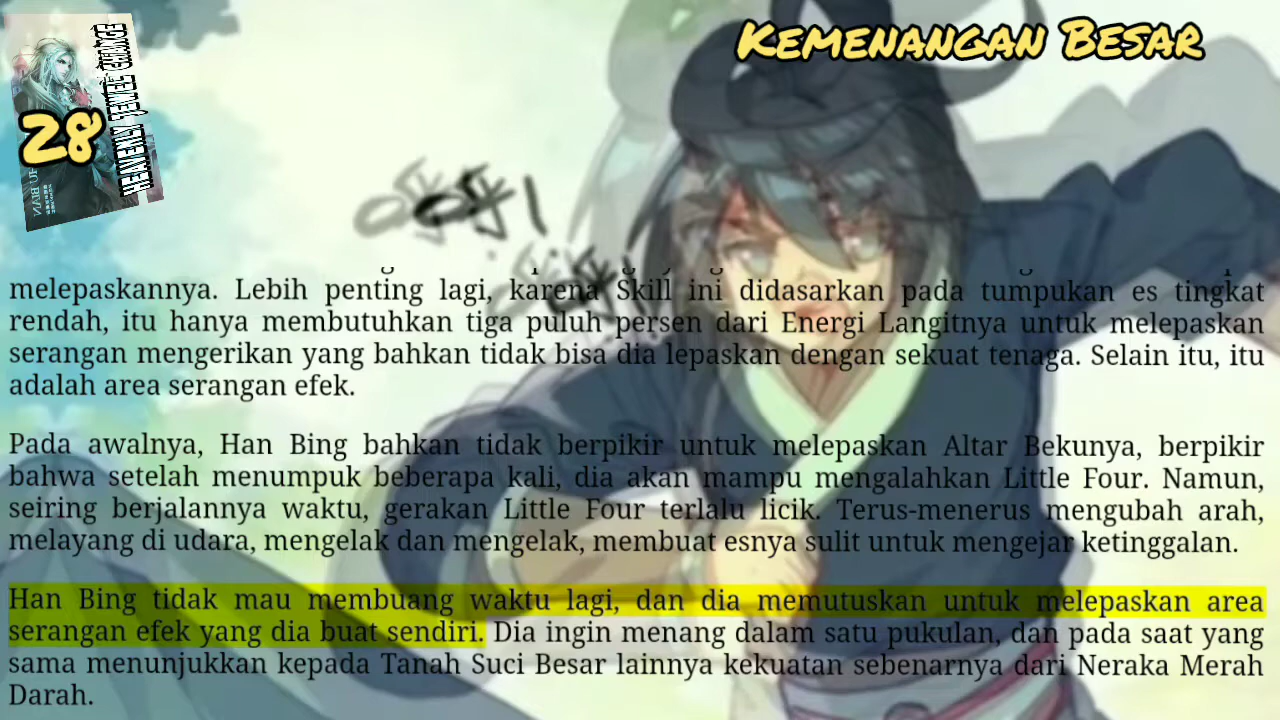 Kemenangan Besar
28
HEAVENLY JEWEL CHANGE
melepaskannya. Lebih penting lagi, karena Skill ini didasarkan pada tumpukan es tingkat
rendah, itu hanya membutuhkan tiga puluh persen dari Energi Langitnya untuk melepaskan
serangan mengerikan yang bahkan tidak bisa dia lepaskan dengan sekuat tenaga. Selain itu, itu
adalah area serangan efek.
Pada awalnya, Han Bing bahkan tidak berpikir untuk melepaskan Altar Bekunya, berpikir
bahwa setelah menumpuk beberapa kali, dia akan mampu mengalahkan Little Four. Namun,
seiring berjalannya waktu, gerakan Little Four terlalu licik. Terus-menerus mengubah arah,
melayang di udara, mengelak dan mengelak, membuat esnya sulit untuk mengejar ketinggalan.
Han Bing tidak mau membuang waktu lagi, dan dia memutuskan untuk melepaskan area
serangan efek yang dia buat sendiri. Dia ingin menang dalam satu pukulan, dan pada saat yang
sama menunjukkan kepada Tanah Suci Besar lainnya kekuatan sebenarnya dari Neraka Merah
Darah.